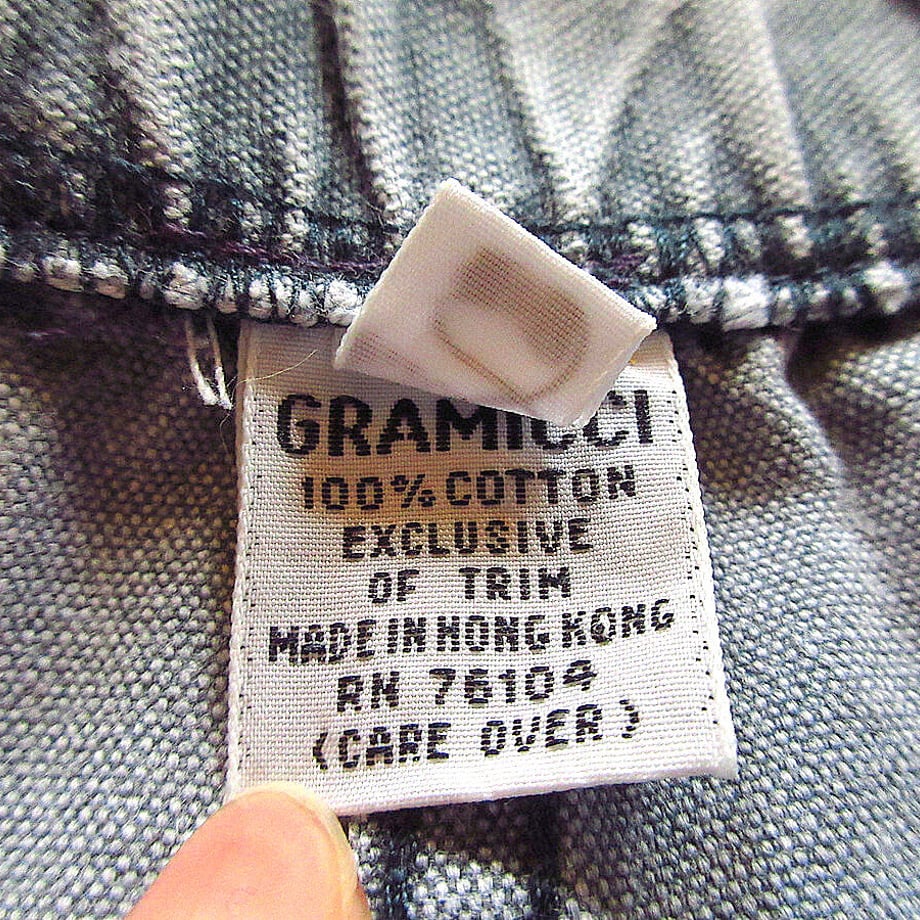 GRAMICCI
100% COTTON
EXCLUSIVE
OF TRIM
MADE IN HONG KONG
RN 76104
(CARE OVER)